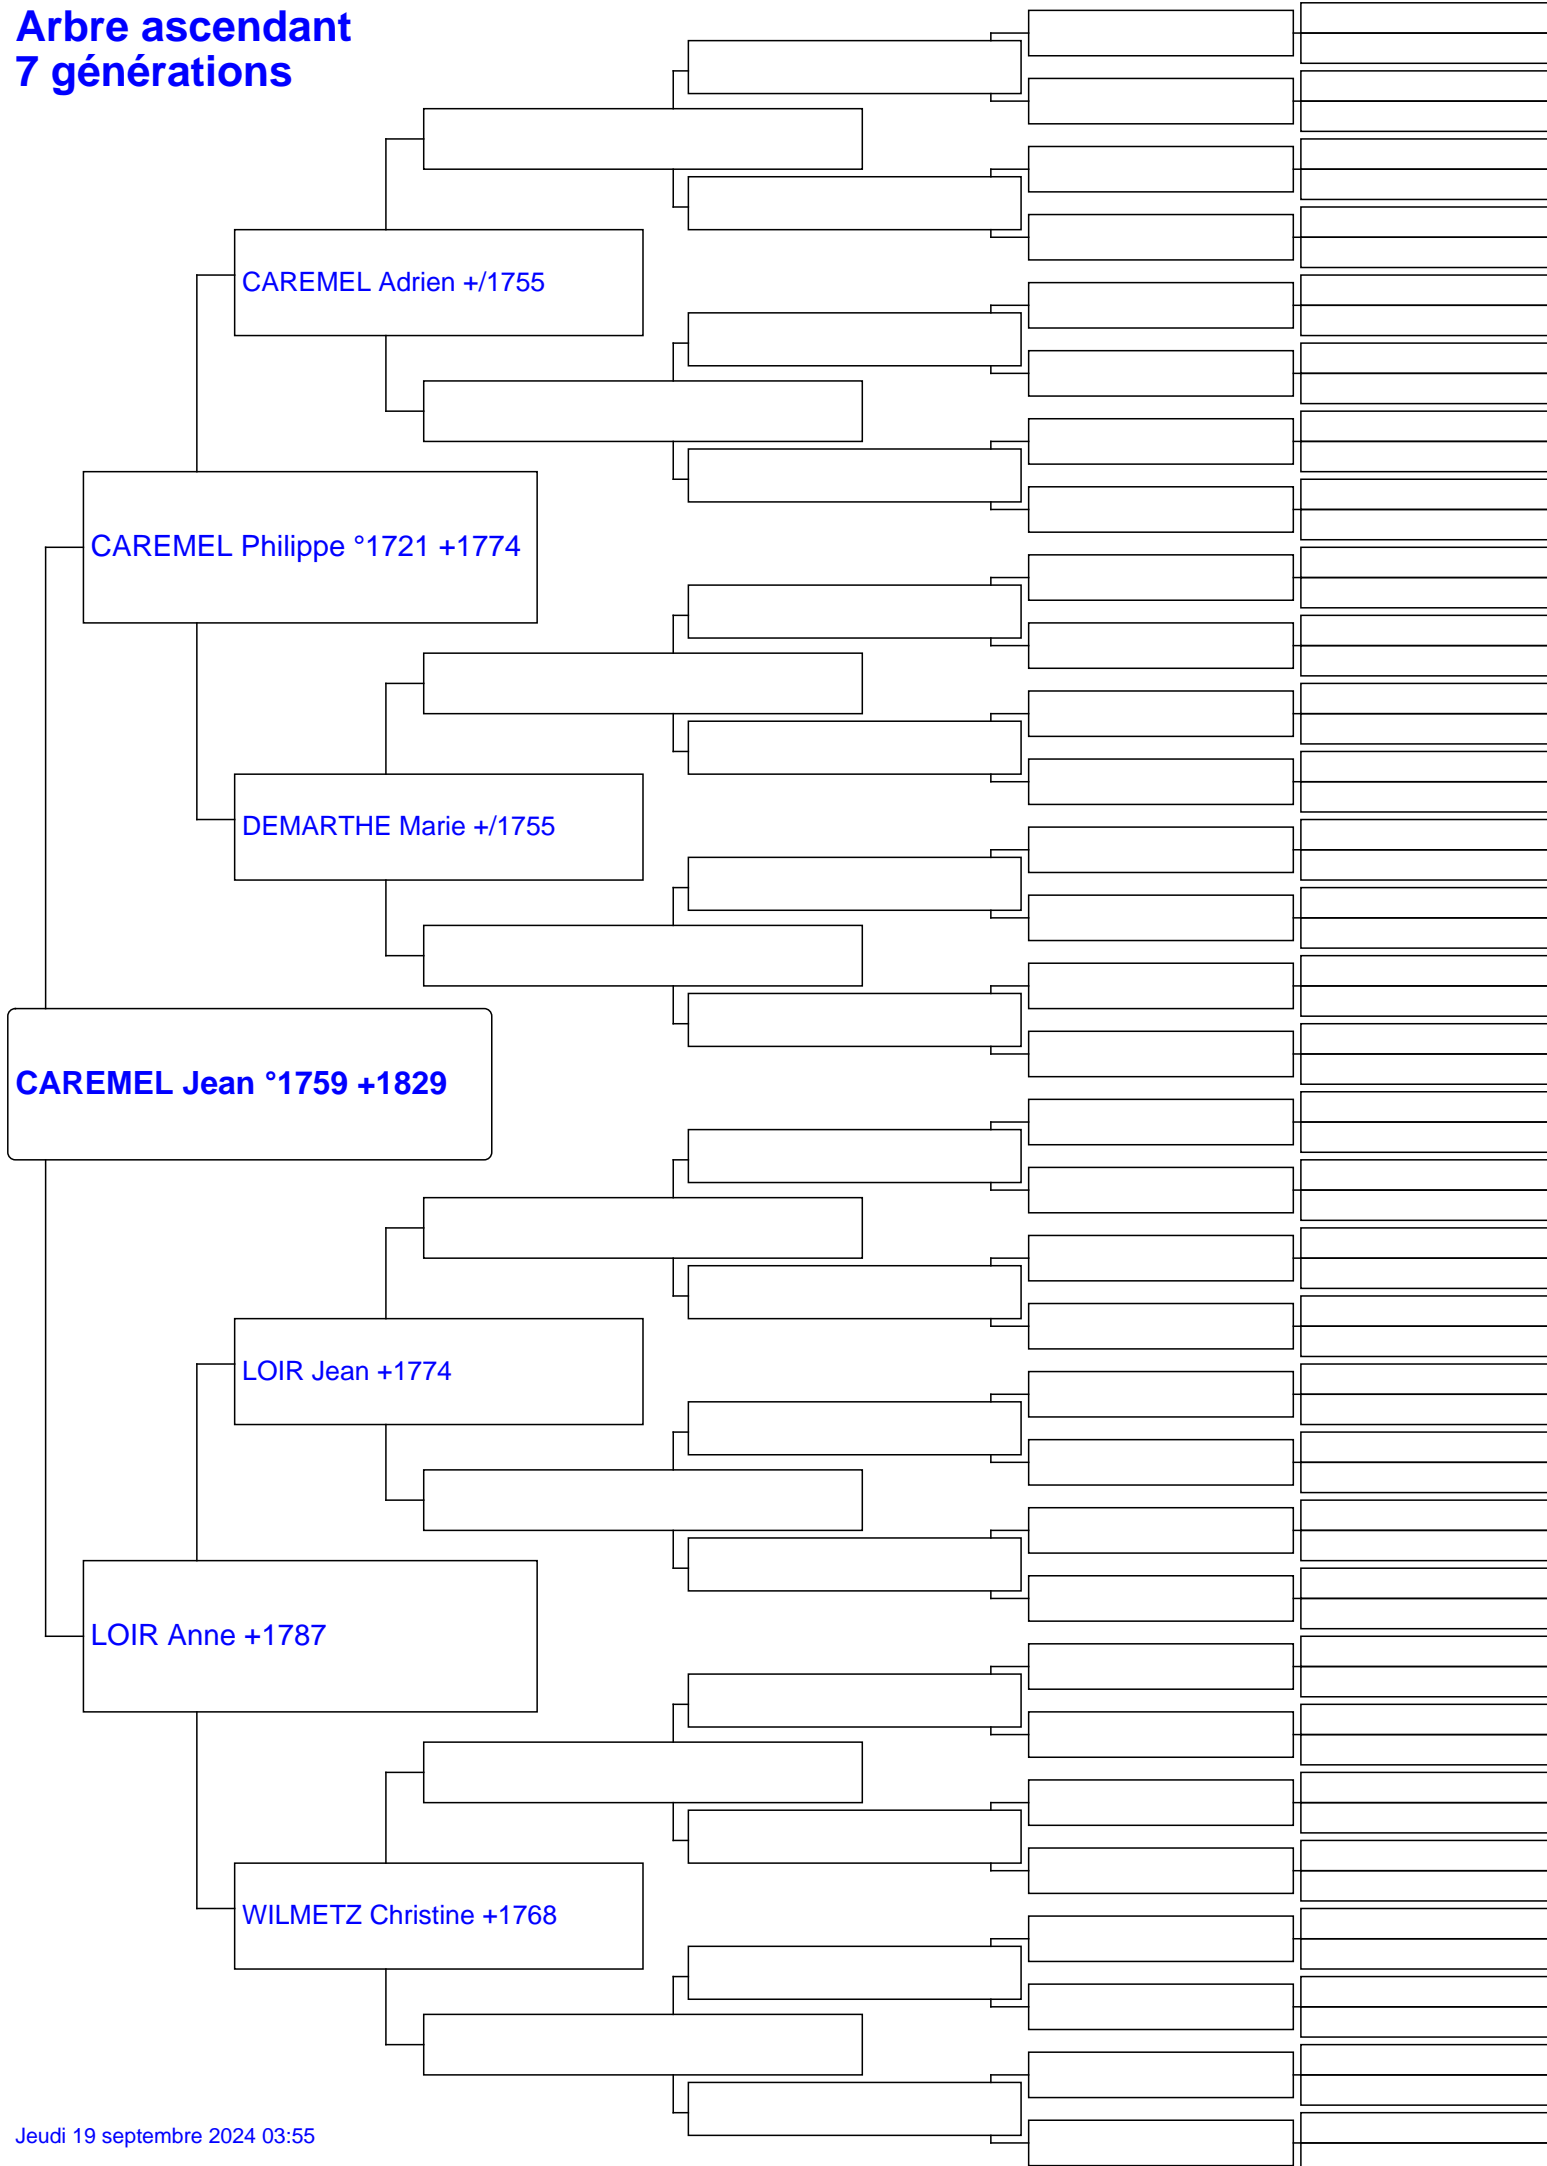 Arbre ascendant
7 générations
CAREMEL Adrien +/1755
CAREMEL Philippe °1721 +1774
DEMARTHE Marie +/1755
CAREMEL Jean °1759 +1829
LOIR Jean +1774
LOIR Anne +1787
WILMETZ Christine +1768
Jeudi 19 septembre 2024 03:55